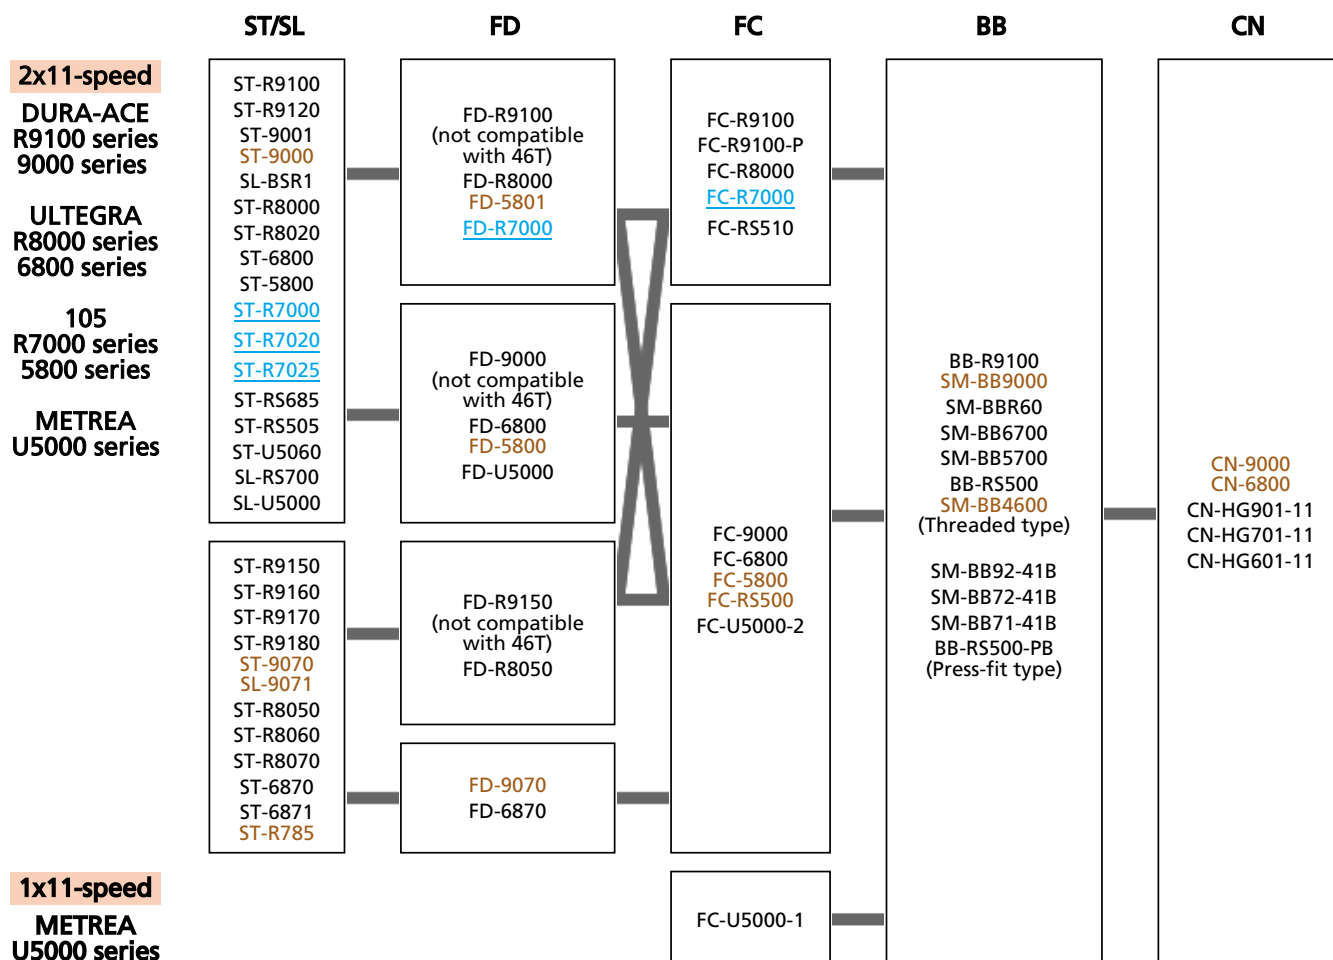 ST/SL
FD
FC
BB
CN
2x11-speed
DURA-ACE
R9100 series
9000 series
ULTEGRA
R8000 series
6800 series
105
R7000 series
5800 series
METREA
U5000 series
ST-R9100
ST-R9120
ST-9001
ST-9000
SL-BSR1
ST-R8000
ST-R8020
ST-6800
ST-5800
ST-R7000
ST-R7020
ST-R7025
ST-RS685
ST-RS505
ST-U5060
SL-RS700
SL-U5000
ST-R9150
ST-R9160
ST-R9170
ST-R9180
ST-9070
SL-9071
ST-R8050
ST-R8060
ST-R8070
ST-6870
ST-6871
ST-R785
FD-R9100
(not compatible
with 46T)
FD-R8000
FD-5801
FD-R7000
FD-9000
(not compatible
with 46T)
FD-6800
FD-5800
FD-U5000
FD-R9150
(not compatible
with 46T)
FD-R8050
FD-9070
FD-6870
FC-R9100
FC-R9100-P
FC-R8000
FC-R7000
FC-RS510
FC-9000
FC-6800
FC-5800
FC-RS500
FC-U5000-2
BB-R9100
SM-BB9000
SM-BBR60
SM-BB6700
SM-BB5700
BB-RS500
SM-BB4600
(Threaded type)
SM-BB92-41B
SM-BB72-41B
SM-BB71-41B
BB-RS500-PB
(Press-fit type)
CN-9000
CN-6800
CN-HG901-11
CN-HG701-11
CN-HG601-11
1x11-speed
METREA
U5000 series
FC-U5000-1